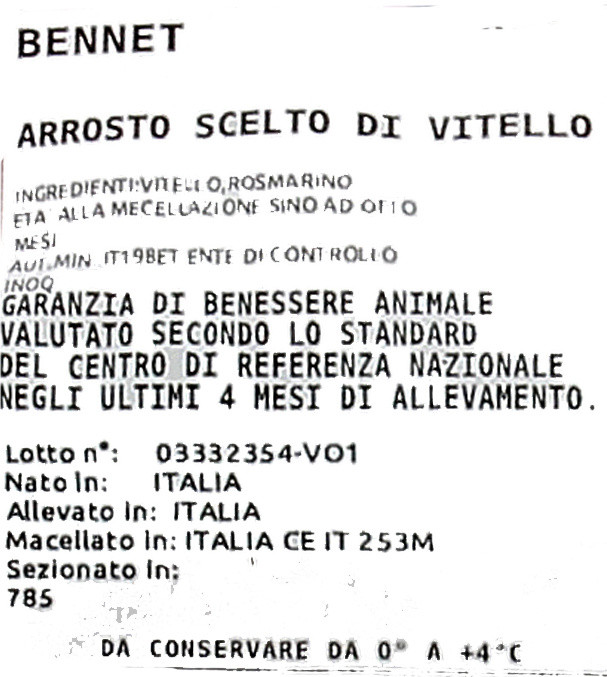 BENNET
ARROSTO SCELTO DI VITELLO
INGREDIENTI:VITELLO,ROSMARINO
ETA' ALLA MECELLAZIONE SINO AD OTTO
MESI
AUT.MIN. IT198ET ENTE DI CONTROLLO
INOQ
GARANZIA DI BENESSERE ANIMALE
VALUTATO SECONDO LO STANDARD
DEL CENTRO DI REFERENZA NAZIONALE
NEGLI ULTIMI 4 MESI DI ALLEVAMENTO.
Lotto n°: 03332354-VO1
Nato in: ITALIA
Allevato in: ITALIA
Macellato in: ITALIA CE IT 253M
Sezionato in:
785
DA CONSERVARE DA 0° A +4°C